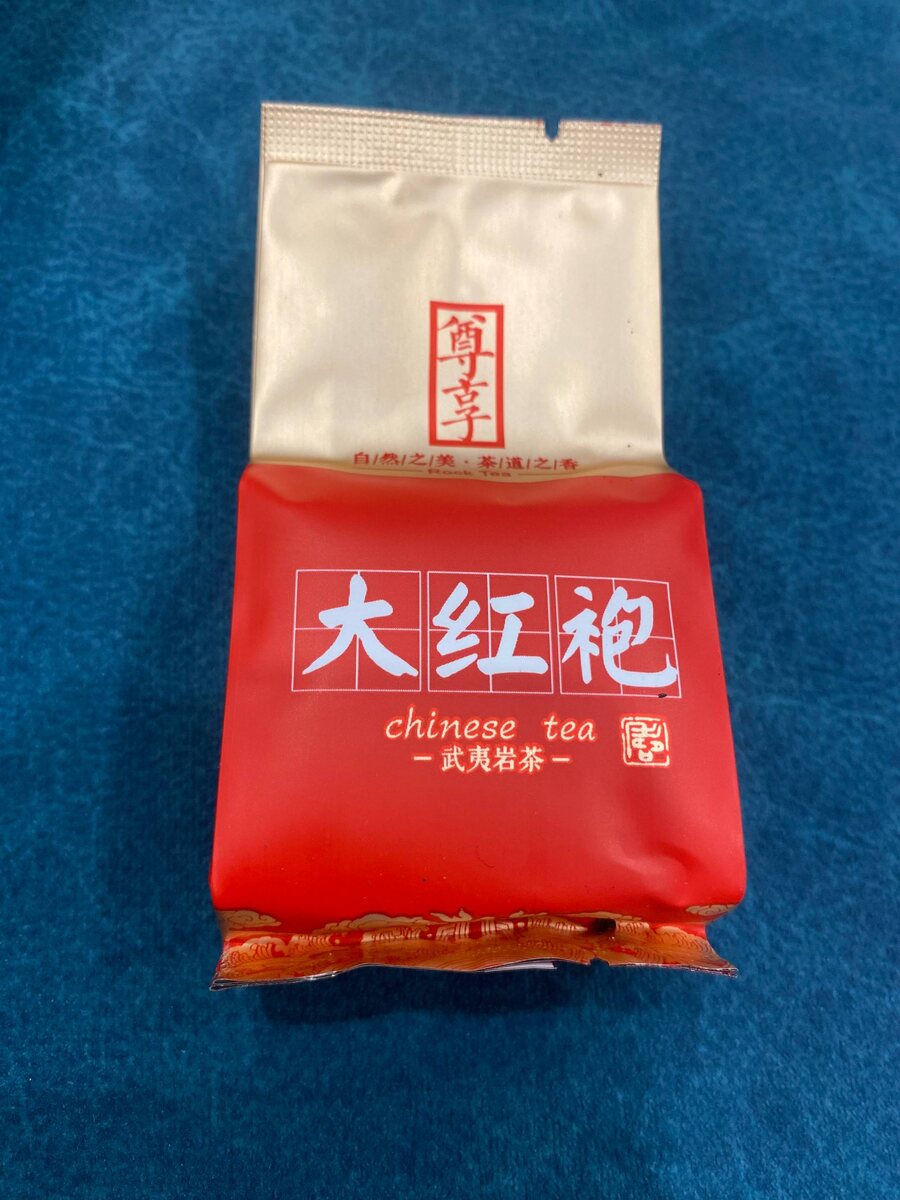 尊
自/然/之/美·茶/道/之/香
Rock Tea
大红袍
chinese tea
-武夷岩茶-